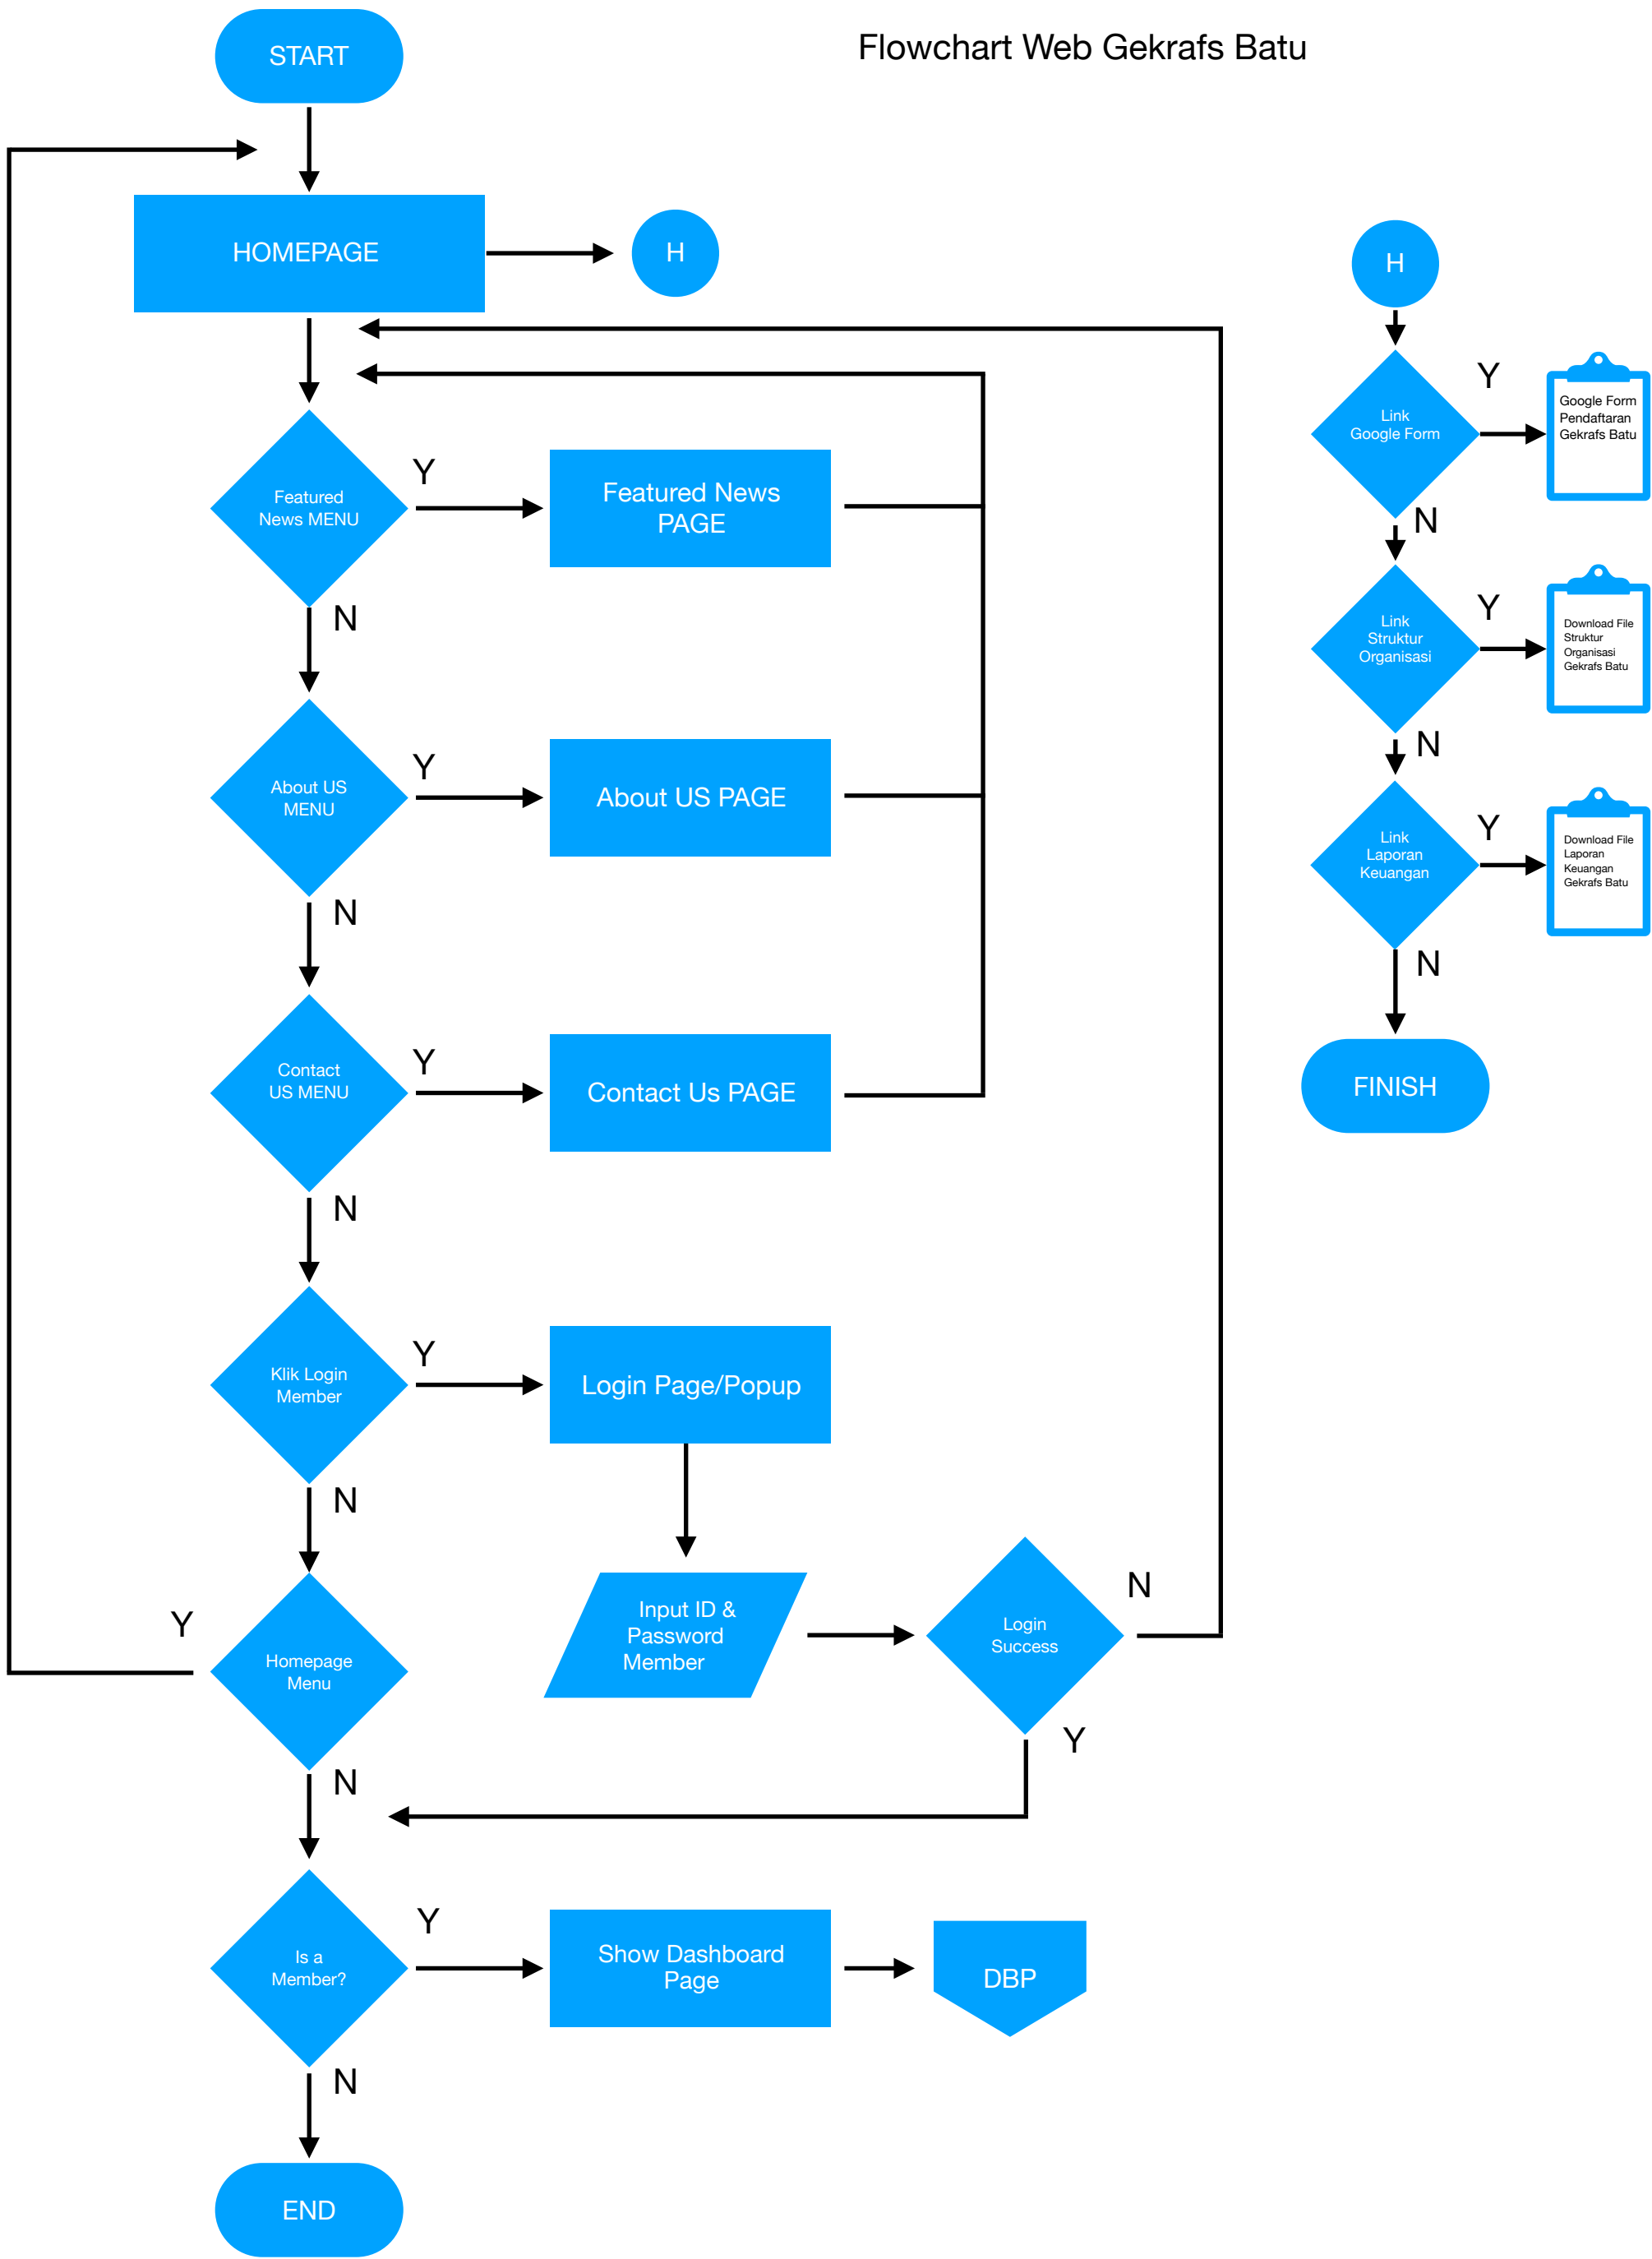 Flowchart Web Gekrafs Batu
START
HOMEPAGE
H
Featured
News MENU
Y
Featured News
PAGE
N
About US
MENU
Y
About US PAGE
N
Contact
US MENU
Y
Contact Us PAGE
N
Klik Login
Member
Y
Login Page/Popup
N
Input ID &
Password
Member
Login
Success
N
Y
Homepage
Menu
Y
N
Is a
Member?
Y
Show Dashboard
Page
DBP
N
END
H
Link
Google Form
Y
Google Form
Pendaftaran
Gekrafs Batu
N
Link
Struktur
Organisasi
Y
Download File
Struktur
Organisasi
Gekrafs Batu
N
Link
Laporan
Keuangan
Y
Download File
Laporan
Keuangan
Gekrafs Batu
N
FINISH